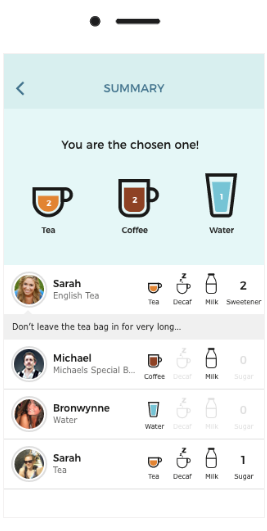 SUMMARY
You are the chosen one!
2 2 1
Tea Coffee Water
Sarah
English Tea
Tea Decaf Milk 2 Sweetener
Don't leave the tea bag in for very long...
Michael
Michaels Special B...
Coffee Decaf Milk 0 Sugar
Bronwynne
Water
Water Decaf Milk 0 Sugar
Sarah
Tea
Tea Decaf Milk 1 Sugar